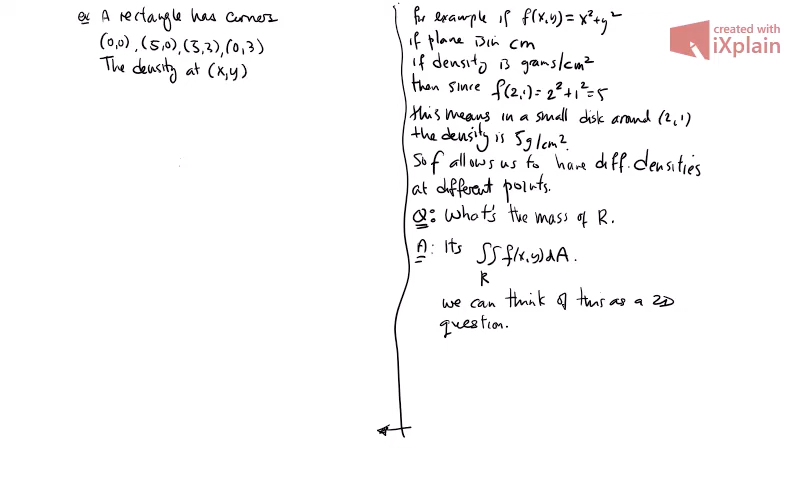 ex A rectangle has corners
(0,0), (5,0), (5,3), (0,3)
The density at (x,y)
for example if f(x,y) = x²+y²
if plane is in cm
if density is grams/cm²
then since f(2,1) = 2²+1² = 5
this means in a small disk around (2,1)
the density is 5g/cm².
So f allows us to have diff. densities
at different points.
Q: What's the mass of R.
A: Its ∬ f(x,y)dA.
R
we can think of this as a 2D
question.
created with
iXplain